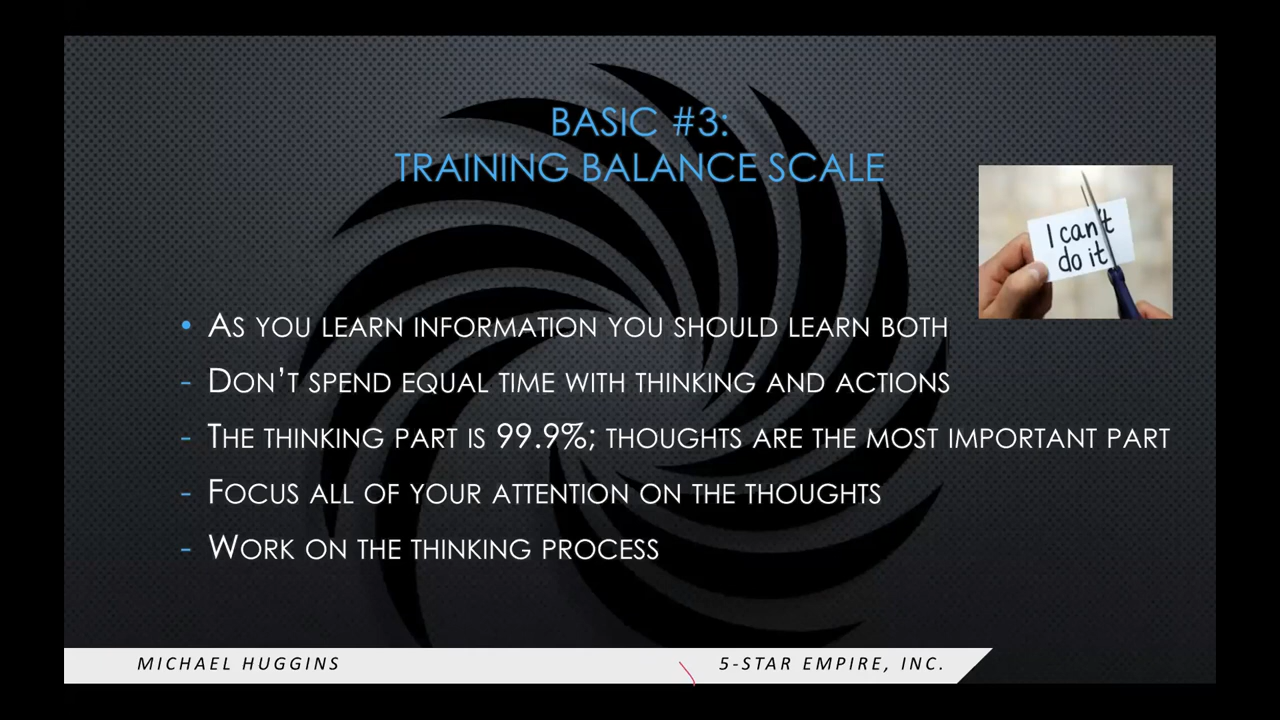 BASIC #3:
TRAINING BALANCE SCALE
I can't
do it
• AS YOU LEARN INFORMATION YOU SHOULD LEARN BOTH
- DON'T SPEND EQUAL TIME WITH THINKING AND ACTIONS
- THE THINKING PART IS 99.9%; THOUGHTS ARE THE MOST IMPORTANT PART
- FOCUS ALL OF YOUR ATTENTION ON THE THOUGHTS
- WORK ON THE THINKING PROCESS
MICHAEL HUGGINS 5-STAR EMPIRE, INC.